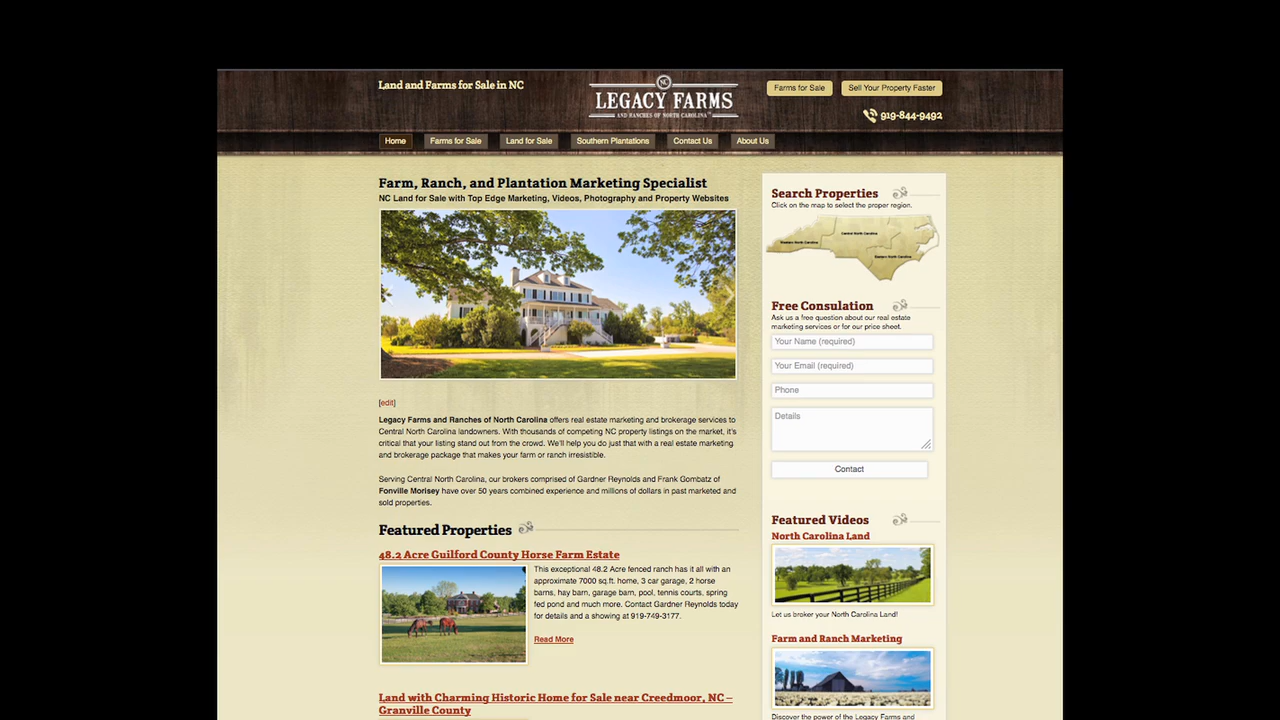 Land and Farms for Sale in NC
NC
LEGACY FARMS
AND RANCHES OF NORTH CAROLINA
Farms for Sale
Sell Your Property Faster
919-844-9492
Home
Farms for Sale
Land for Sale
Southern Plantations
Contact Us
About Us
Farm, Ranch, and Plantation Marketing Specialist
NC Land for Sale with Top Edge Marketing, Videos, Photography and Property Websites
[edit]
Legacy Farms and Ranches of North Carolina offers real estate marketing and brokerage services to
Central North Carolina landowners. With thousands of competing NC property listings on the market, it's
critical that your listing stand out from the crowd. We'll help you do just that with a real estate marketing
and brokerage package that makes your farm or ranch irresistible.
Serving Central North Carolina, our brokers comprised of Gardner Reynolds and Frank Gombatz of
Fonville Morisey have over 50 years combined experience and millions of dollars in past marketed and
sold properties.
Featured Properties
48.2 Acre Guilford County Horse Farm Estate
This exceptional 48.2 Acre fenced ranch has it all with an
approximate 7000 sq.ft. home, 3 car garage, 2 horse
barns, hay barn, garage barn, pool, tennis courts, spring
fed pond and much more. Contact Gardner Reynolds today
for details and a showing at 919-749-3177.
Read More
Land with Charming Historic Home for Sale near Creedmoor, NC –
Granville County
Search Properties
Click on the map to select the proper region.
Central North Carolina
Western North Carolina
Eastern North Carolina
Free Consulation
Ask us a free question about our real estate
marketing services or for our price sheet.
Your Name (required)
Your Email (required)
Phone
Details
Contact
Featured Videos
North Carolina Land
Let us broker your North Carolina Land!
Farm and Ranch Marketing
Discover the power of the Legacy Farms and